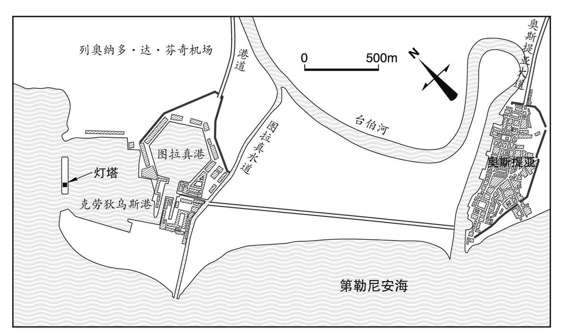 列奥纳多·达·芬奇机场
港道
0 500m
N
奥斯提亚大道
台伯河
图拉真水道
图拉真港
灯塔
奥斯提亚
克劳狄乌斯港
第勒尼安海